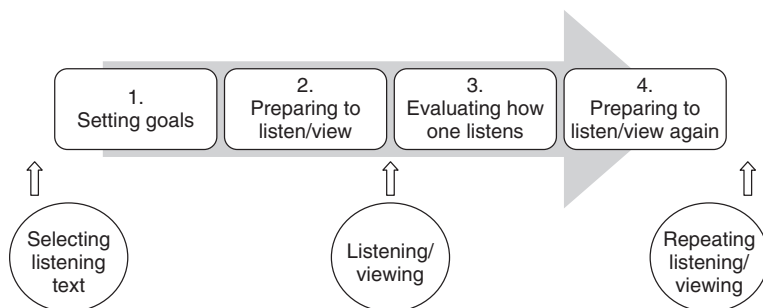 1.
Setting goals
2.
Preparing to
listen/view
3.
Evaluating how
one listens
4.
Preparing to
listen/view again
Selecting
listening
text
Listening/
viewing
Repeating
listening/
viewing